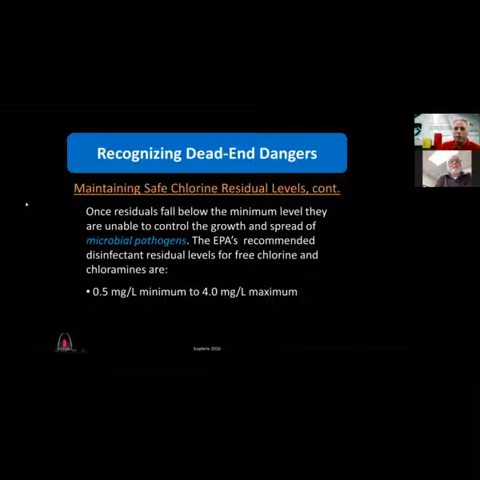 Recognizing Dead-End Dangers
Maintaining Safe Chlorine Residual Levels, cont.
Once residuals fall below the minimum level they
are unable to control the growth and spread of
microbial pathogens. The EPA's recommended
disinfectant residual levels for free chlorine and
chloramines are:
• 0.5 mg/L minimum to 4.0 mg/L maximum